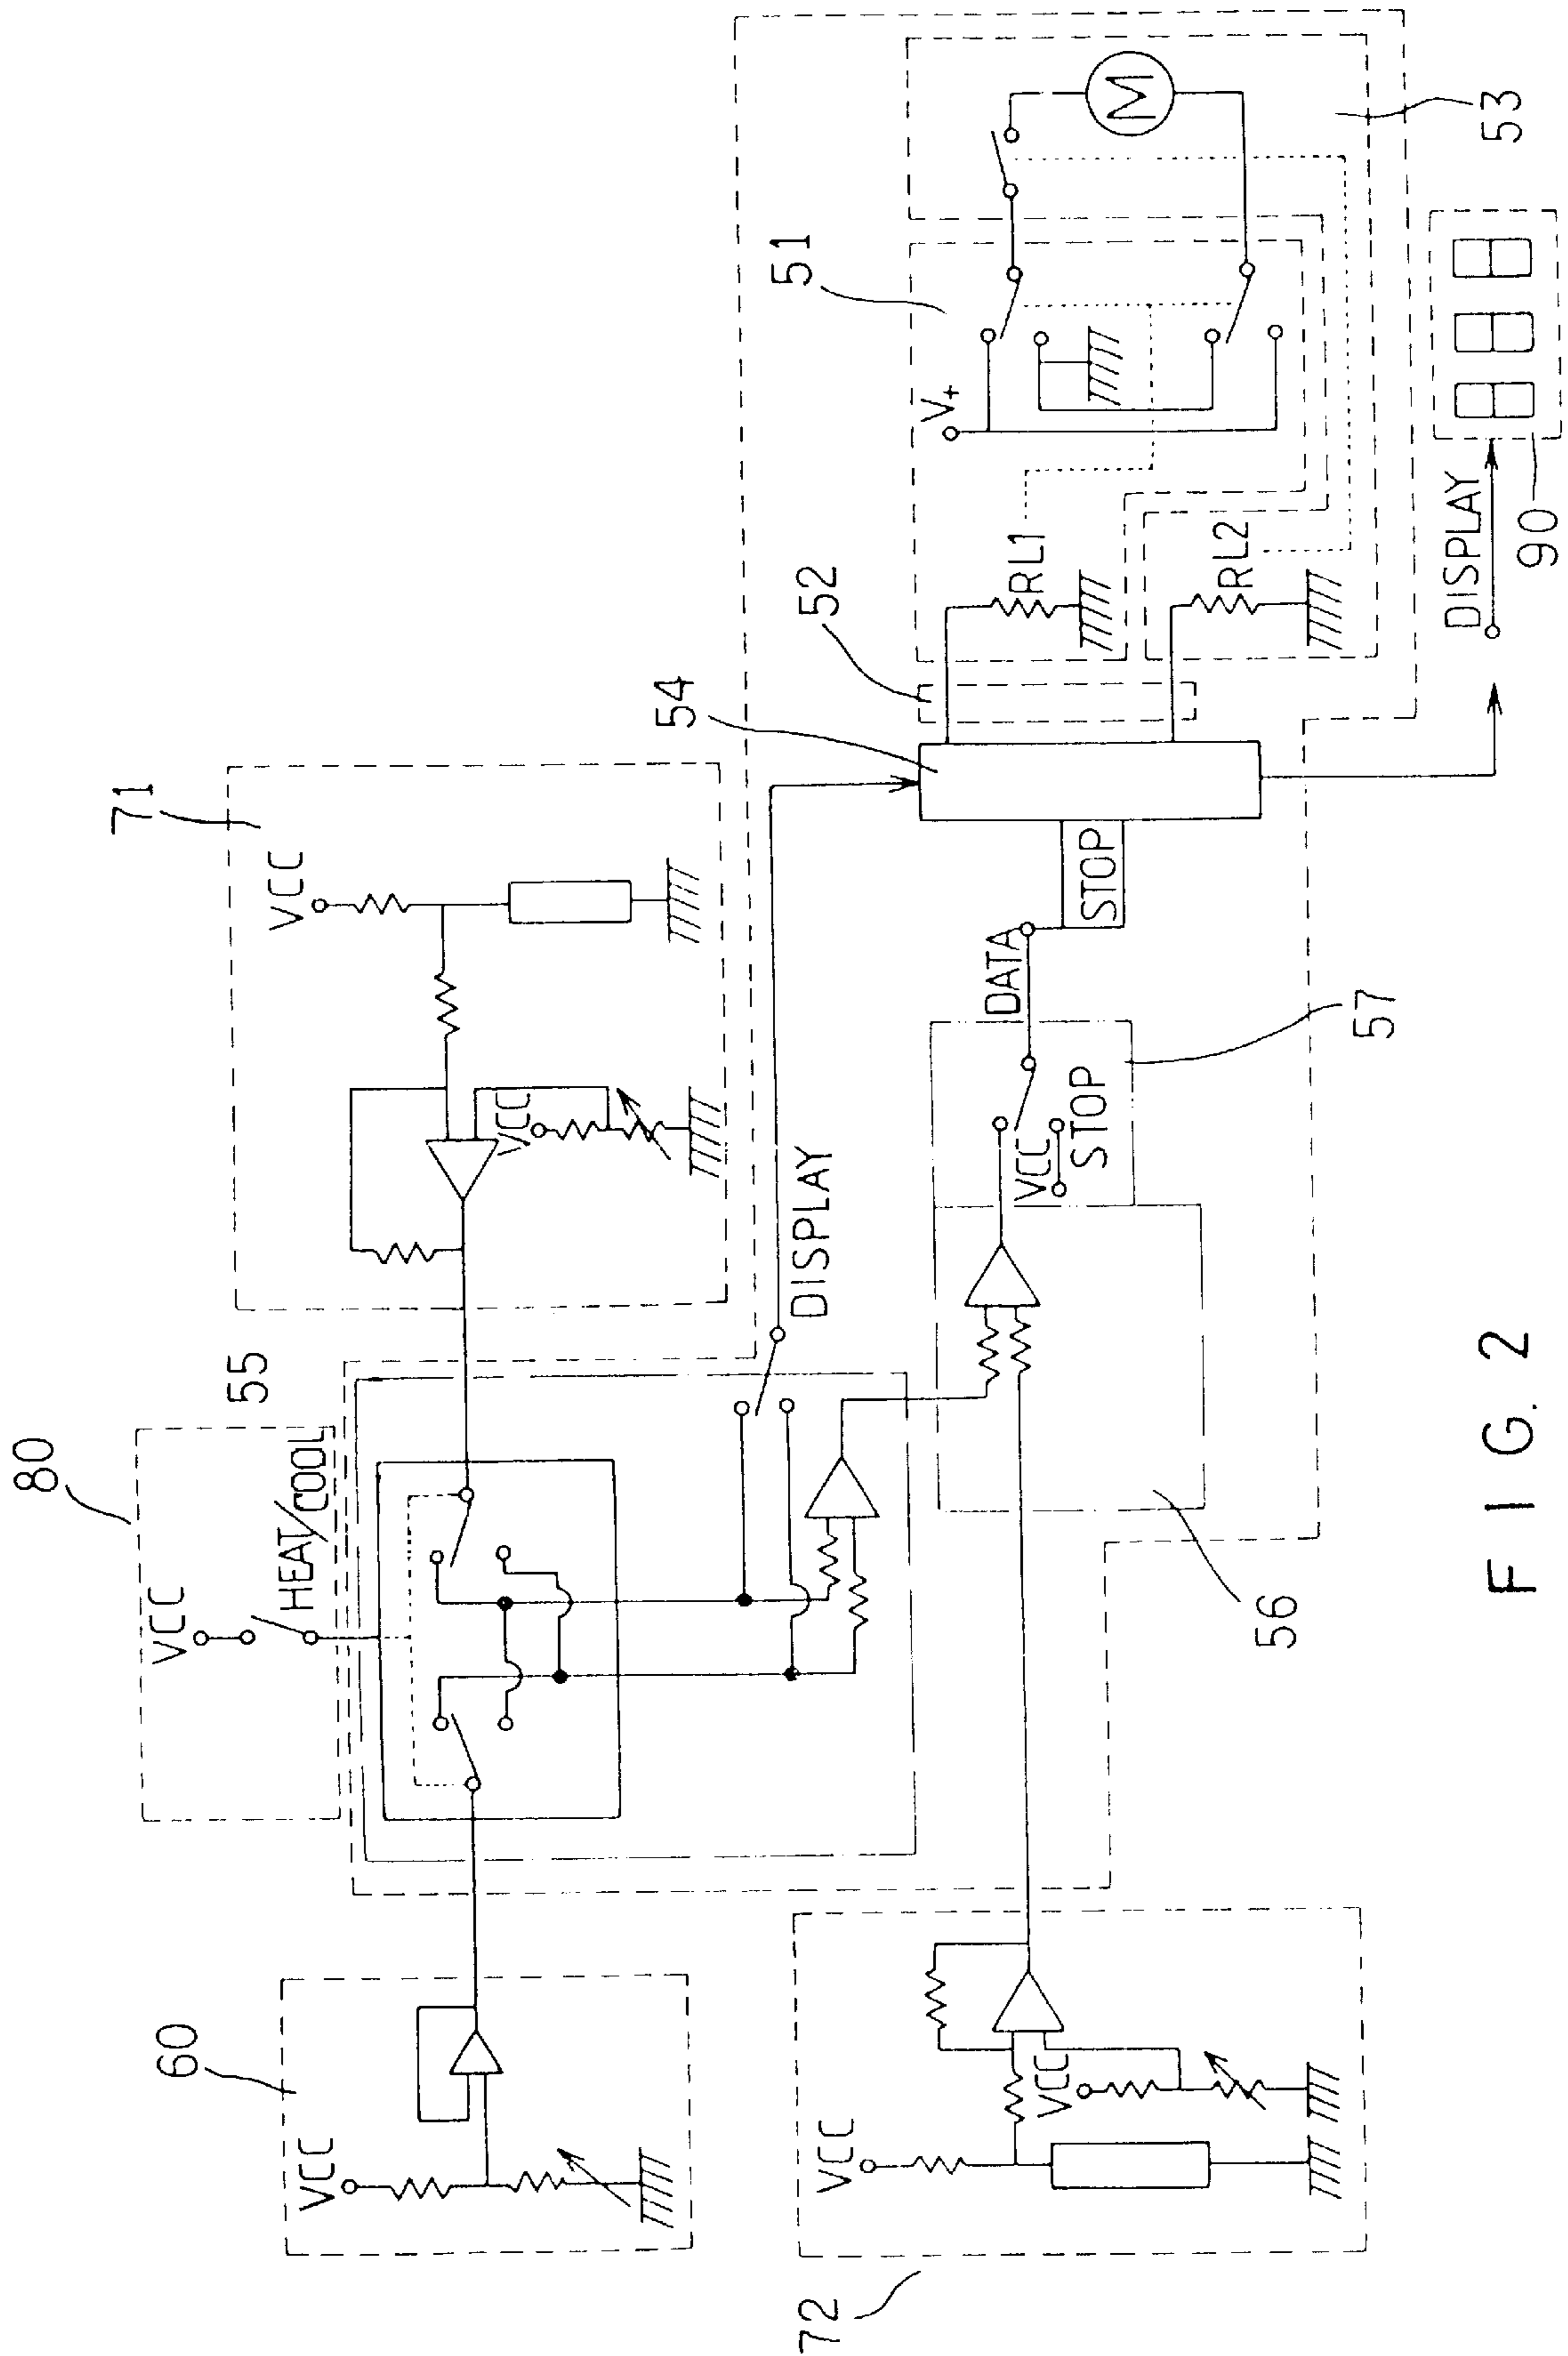 80
VCC
HEAT/COOL
55
71
VCC
VCC
60
VCC
DISPLAY
54
52
51
V+
RL1
RL2
M
53
DATA
STOP
VCC
STOP
57
56
72
VCC
VCC
DISPLAY
90
FIG. 2